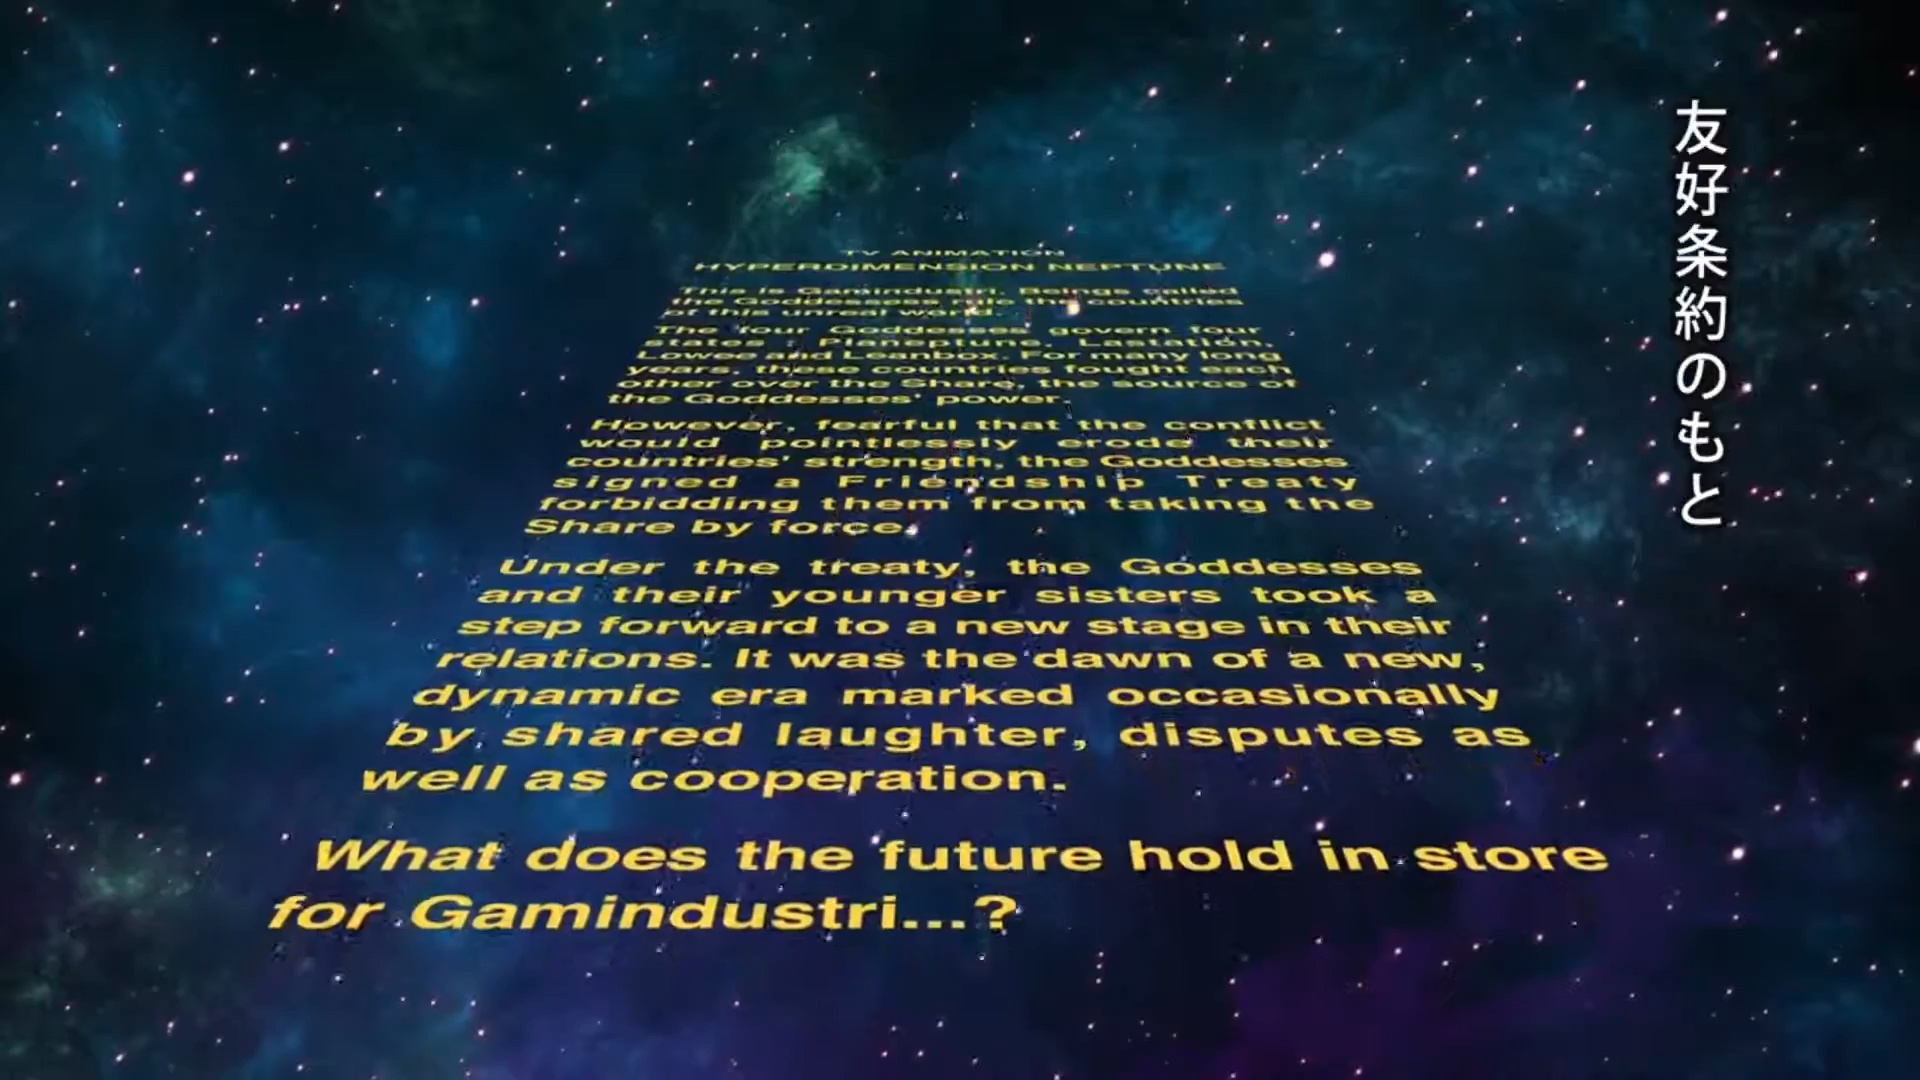 TV ANIMATION
HYPERDIMENSION NEPTUNE
This is Gamindustri. Beings called
the Goddessess rule the countries
of this unreal world.
The four Goddesses govern four
states : Planeptune, Lastation,
Lowee and Leanbox. For many long
years, these countries fought each
other over the Share, the source of
the Goddesses' power.
However, fearful that the conflict
would pointlessly erode their
countries' strength, the Goddesses
signed a Friendship Treaty
forbidding them from taking the
Share by force.
Under the treaty, the Goddesses
and their younger sisters took a
step forward to a new stage in their
relations. It was the dawn of a new,
dynamic era marked occasionally
by shared laughter, disputes as
well as cooperation.
What does the future hold in store
for Gamindustri...?
友好条約のもと